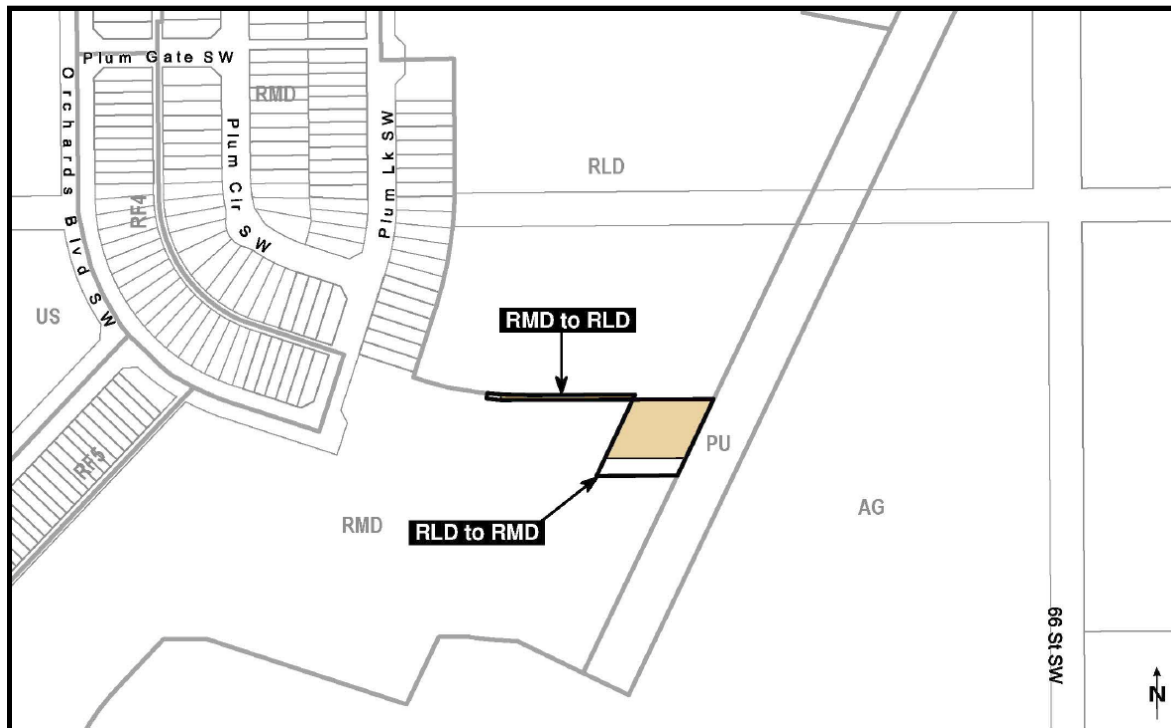 Plum Gate SW
Orchards Blvd SW
RMD
Plum Cir SW
Plum Lk SW
RLD
RF4
US
RMD to RLD
PU
RF5
AG
RMD
RLD to RMD
66 St SW
N